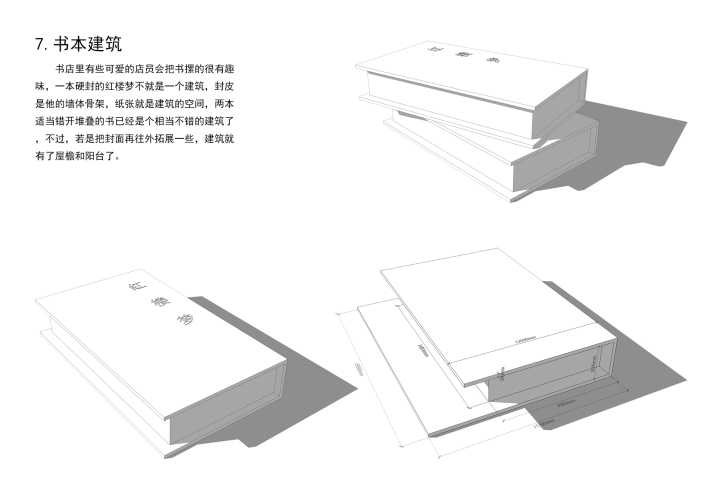 7. 书本建筑
书店里有些可爱的店员会把书摆的很有趣
味，一本硬封的红楼梦不就是一个建筑，封皮
是他的墙体骨架，纸张就是建筑的空间，两本
适当错开堆叠的书已经是个相当不错的建筑了
，不过，若是把封面再往外拓展一些，建筑就
有了屋檐和阳台了。
红
楼
梦